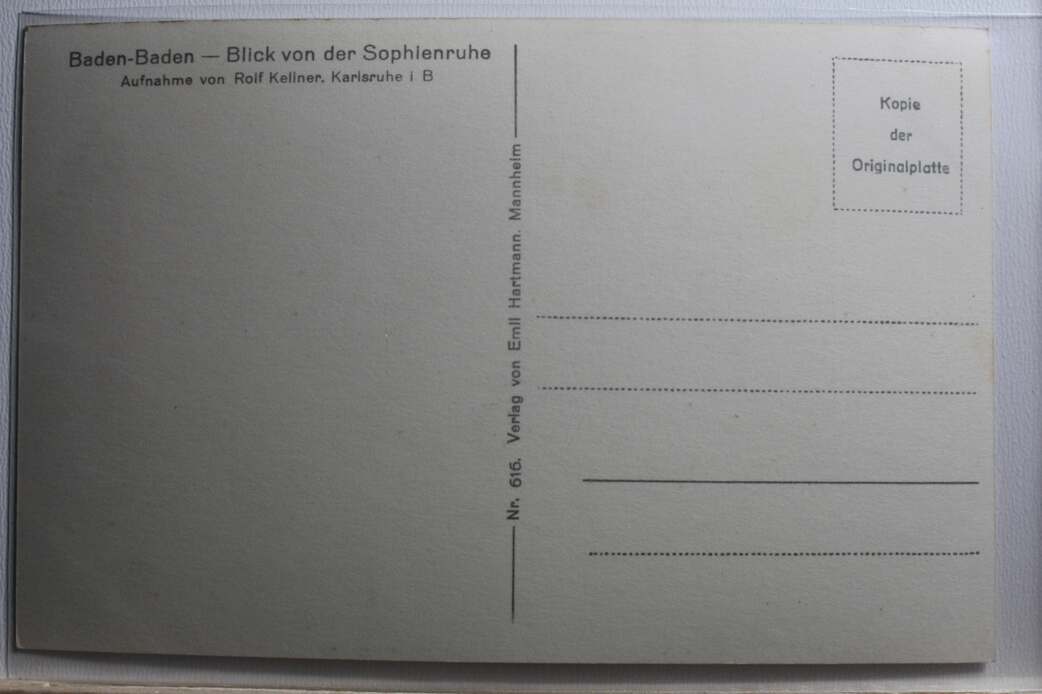 Baden-Baden — Blick von der Sophienruhe
Aufnahme von Rolf Kellner. Karlsruhe i B
Nr. 616. Verlag von Emil Hartmann. Mannheim
Kopie
der
Originalplatte